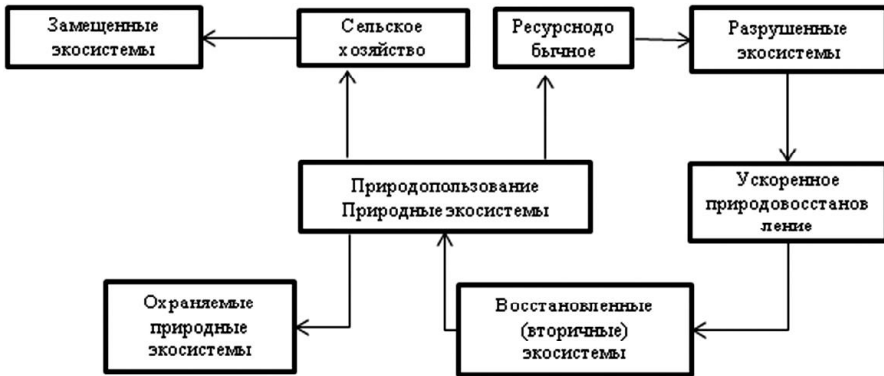 Замещенные
экосистемы
Сельское
хозяйство
Ресурснодо
бычное
Разрушенные
экосистемы
Природопользование
Природные экосистемы
Ускоренное
природовосстанов
ление
Охраняемые
природные
экосистемы
Восстановленные
(вторичные)
экосистемы